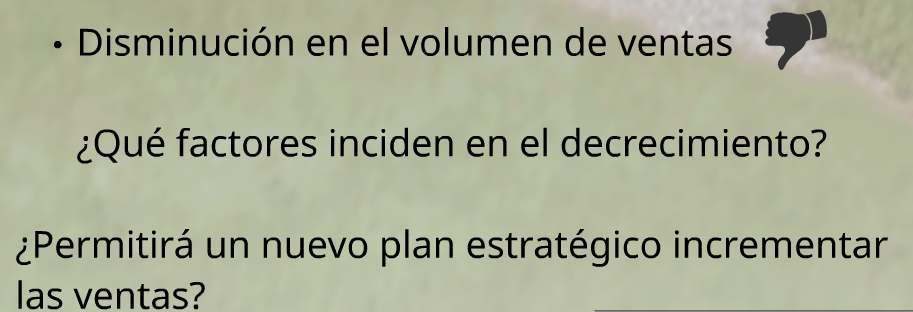 • Disminución en el volumen de ventas
¿Qué factores inciden en el decrecimiento?
¿Permitirá un nuevo plan estratégico incrementar
las ventas?